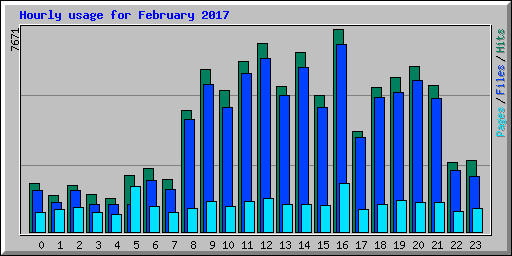 Hourly usage for February 2017
7671
Pages / Files / Hits
0 1 2 3 4 5 6 7 8 9 10 11 12 13 14 15 16 17 18 19 20 21 22 23